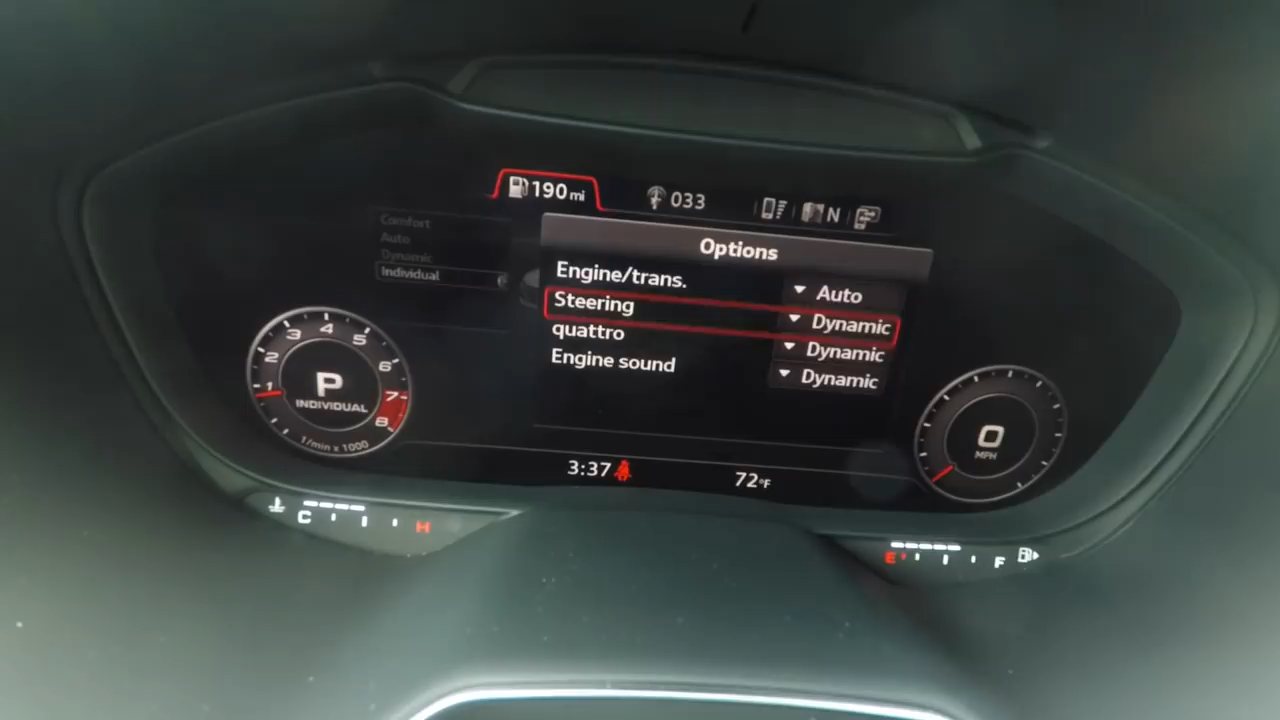 190 mi
033
N
Comfort
Auto
Dynamic
Individual
Options
Engine/trans. Auto
Steering Dynamic
quattro Dynamic
Engine sound Dynamic
1 2 3 4 5 6 7 8
P
INDIVIDUAL
1/min x 1000
0
MPH
3:37
72°F
C H
E F